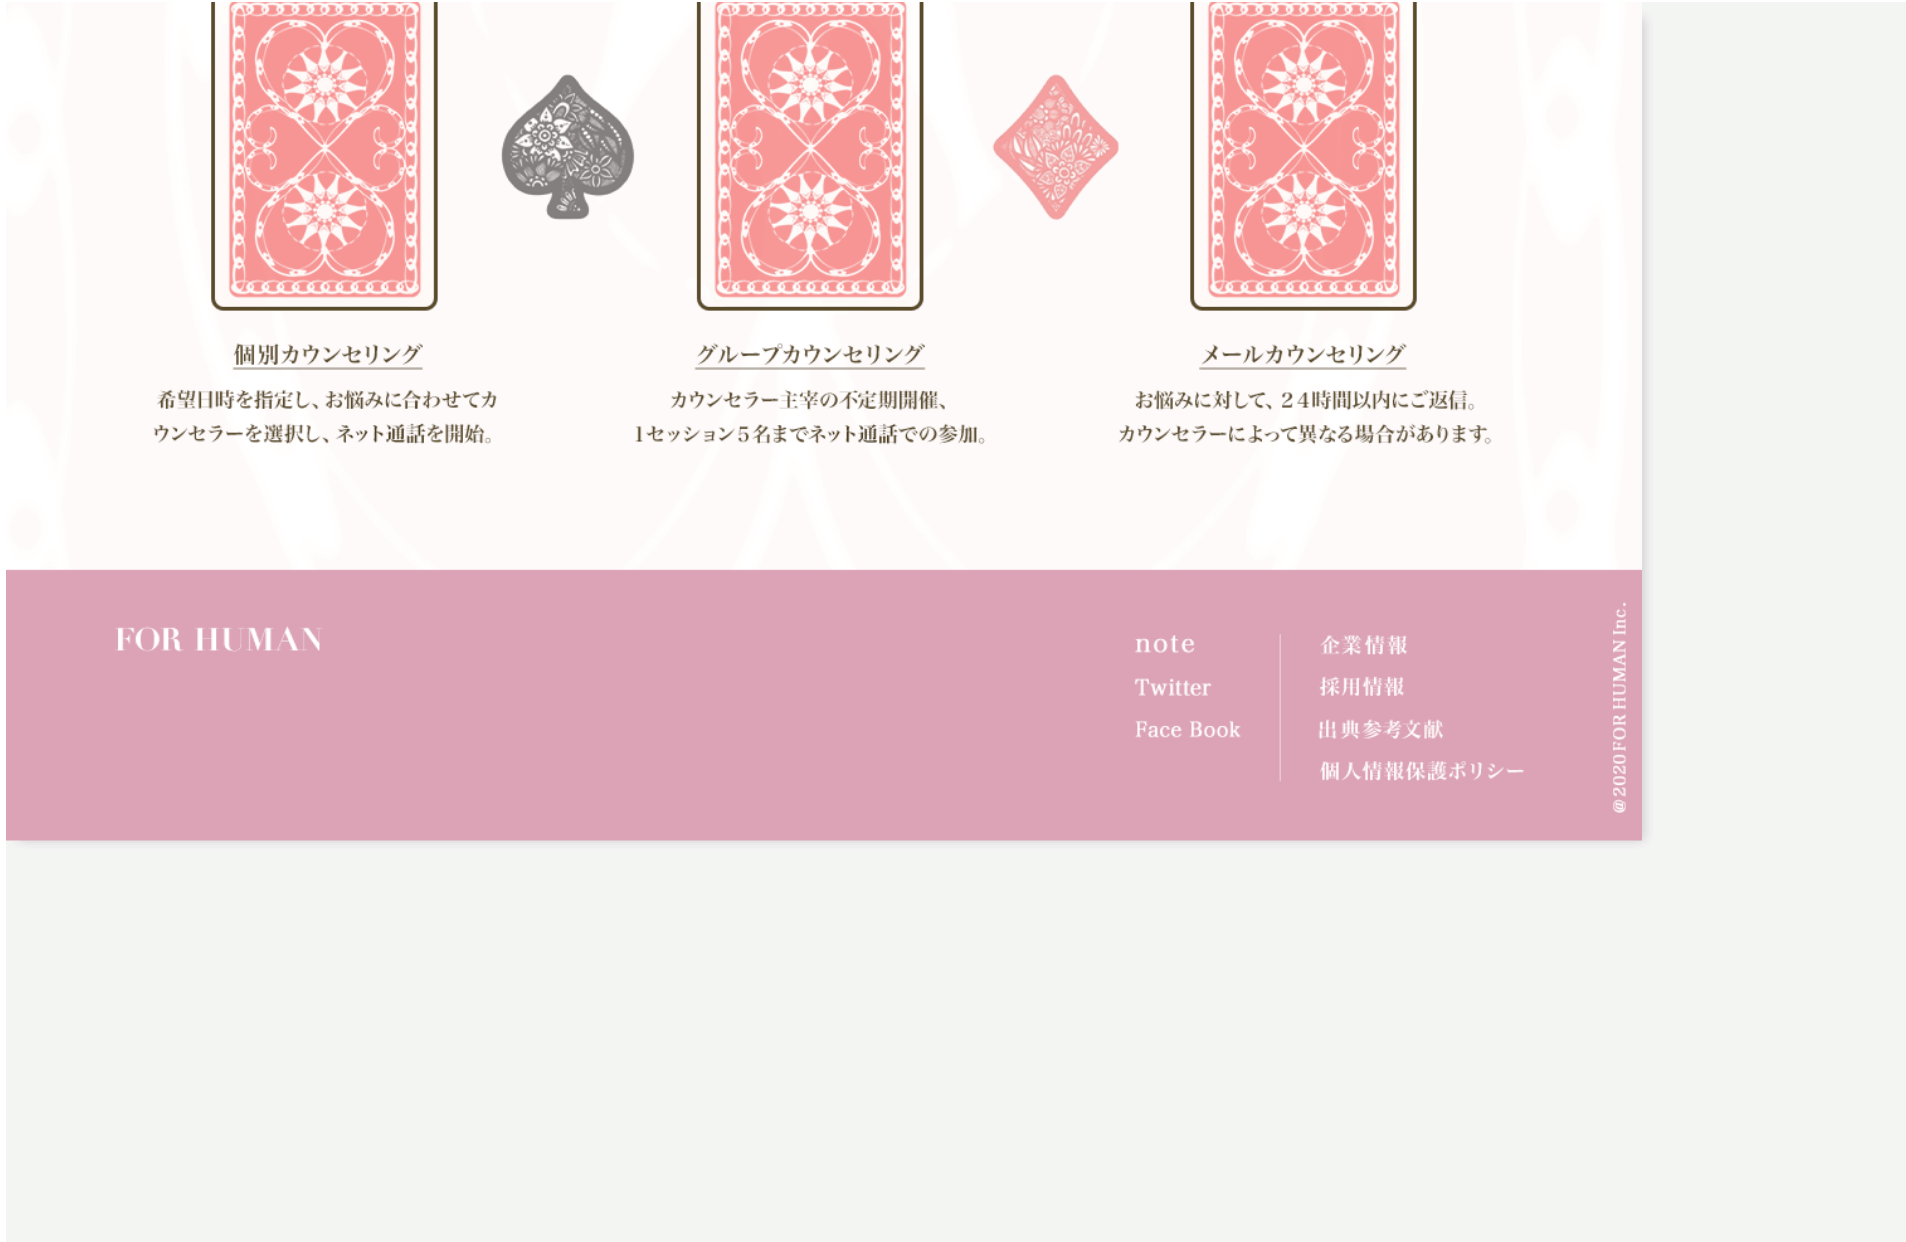 個別カウンセリング
希望日時を指定し、お悩みに合わせてカ
ウンセラーを選択し、ネット通話を開始。
グループカウンセリング
カウンセラー主宰の不定期開催、
1セッション5名までネット通話での参加。
メールカウンセリング
お悩みに対して、24時間以内にご返信。
カウンセラーによって異なる場合があります。
FOR HUMAN
note
Twitter
Face Book
企業情報
採用情報
出典参考文献
個人情報保護ポリシー
@2020 FOR HUMAN Inc.